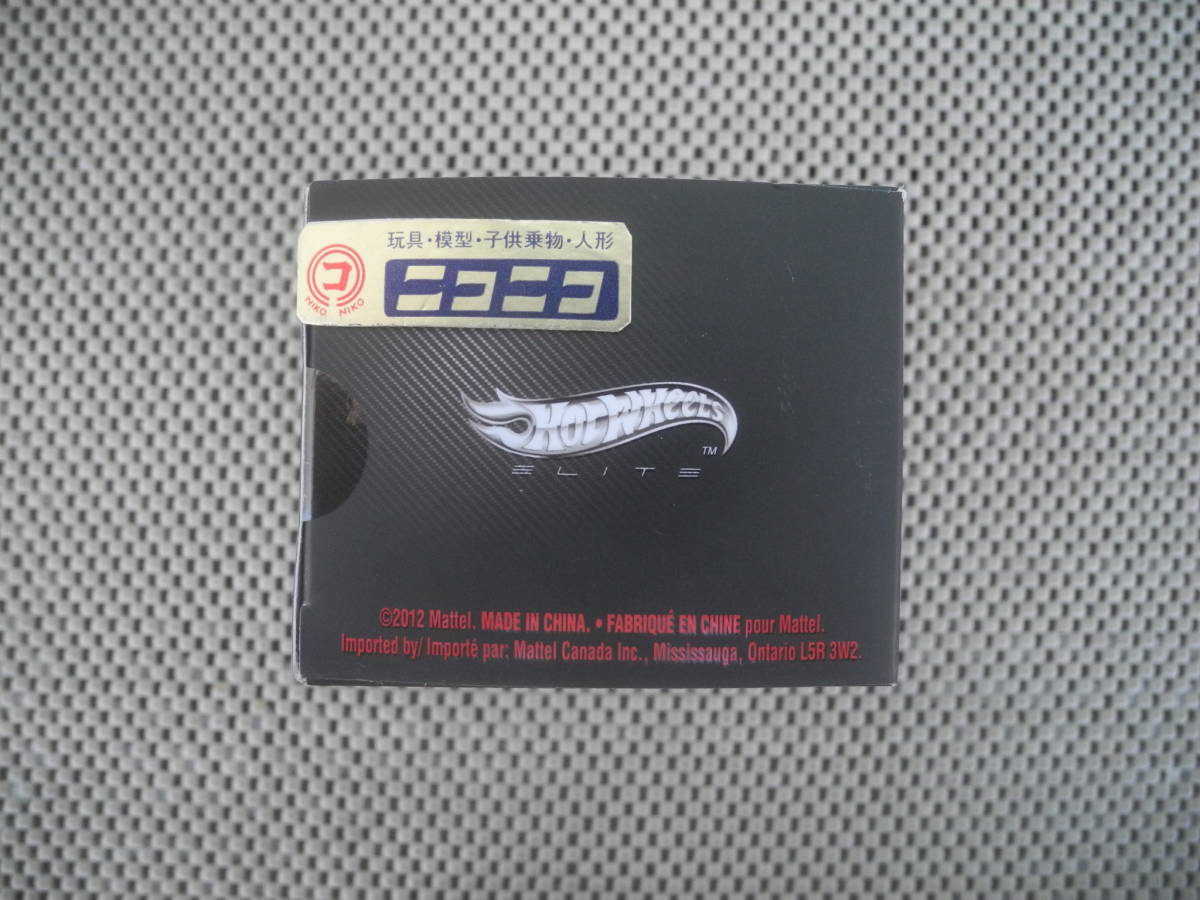 玩具・模型・子供乗物・人形
コ
NIKO NIKO
ニコニコ
Hot Wheels
TM
ELITE
©2012 Mattel. MADE IN CHINA. • FABRIQUÉ EN CHINE pour Mattel.
Imported by/ Importé par: Mattel Canada Inc., Mississauga, Ontario L5R 3W2.